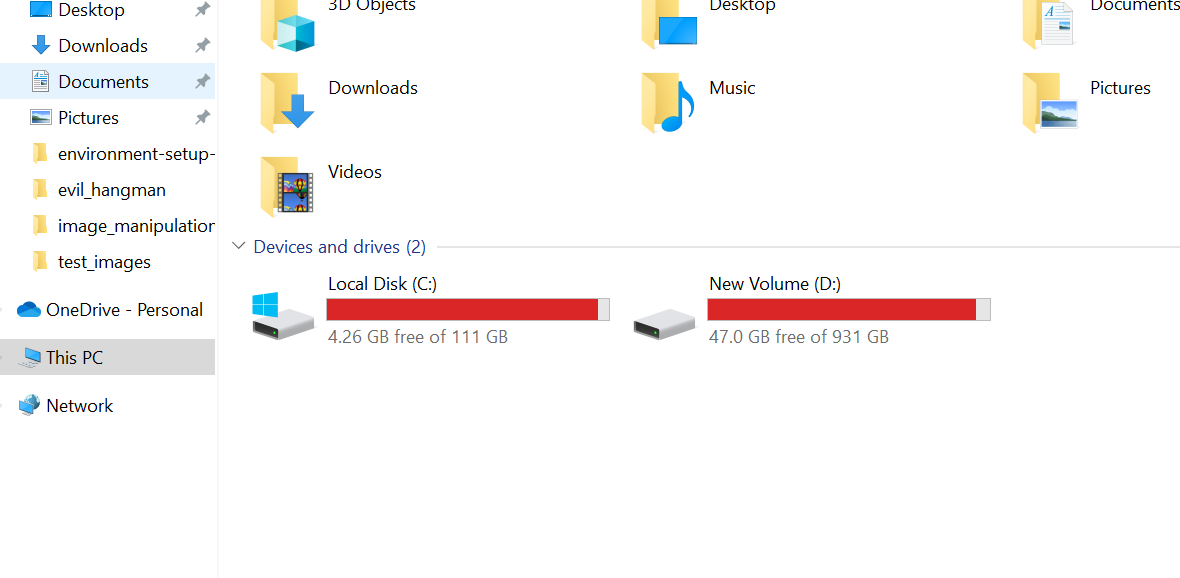 Desktop
Downloads
Documents
Pictures
environment-setup-
evil_hangman
image_manipulation
test_images
OneDrive - Personal
This PC
Network
3D Objects
Desktop
Documents
Downloads
Music
Pictures
Videos
Devices and drives (2)
Local Disk (C:)
4.26 GB free of 111 GB
New Volume (D:)
47.0 GB free of 931 GB